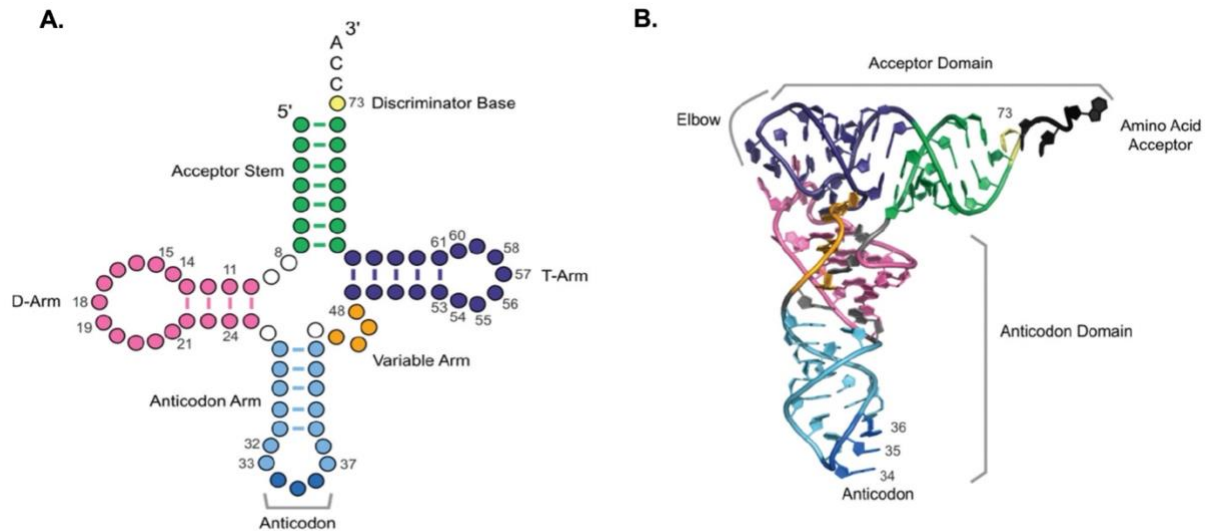 A.
3'
A
C
C
73 Discriminator Base
5'
Acceptor Stem
15
14
11
8
61
60
58
57
T-Arm
D-Arm
18
19
21
24
48
53
54
55
56
Variable Arm
Anticodon Arm
32
33
37
Anticodon
B.
Acceptor Domain
Elbow
73
Amino Acid
Acceptor
Anticodon Domain
36
35
34
Anticodon